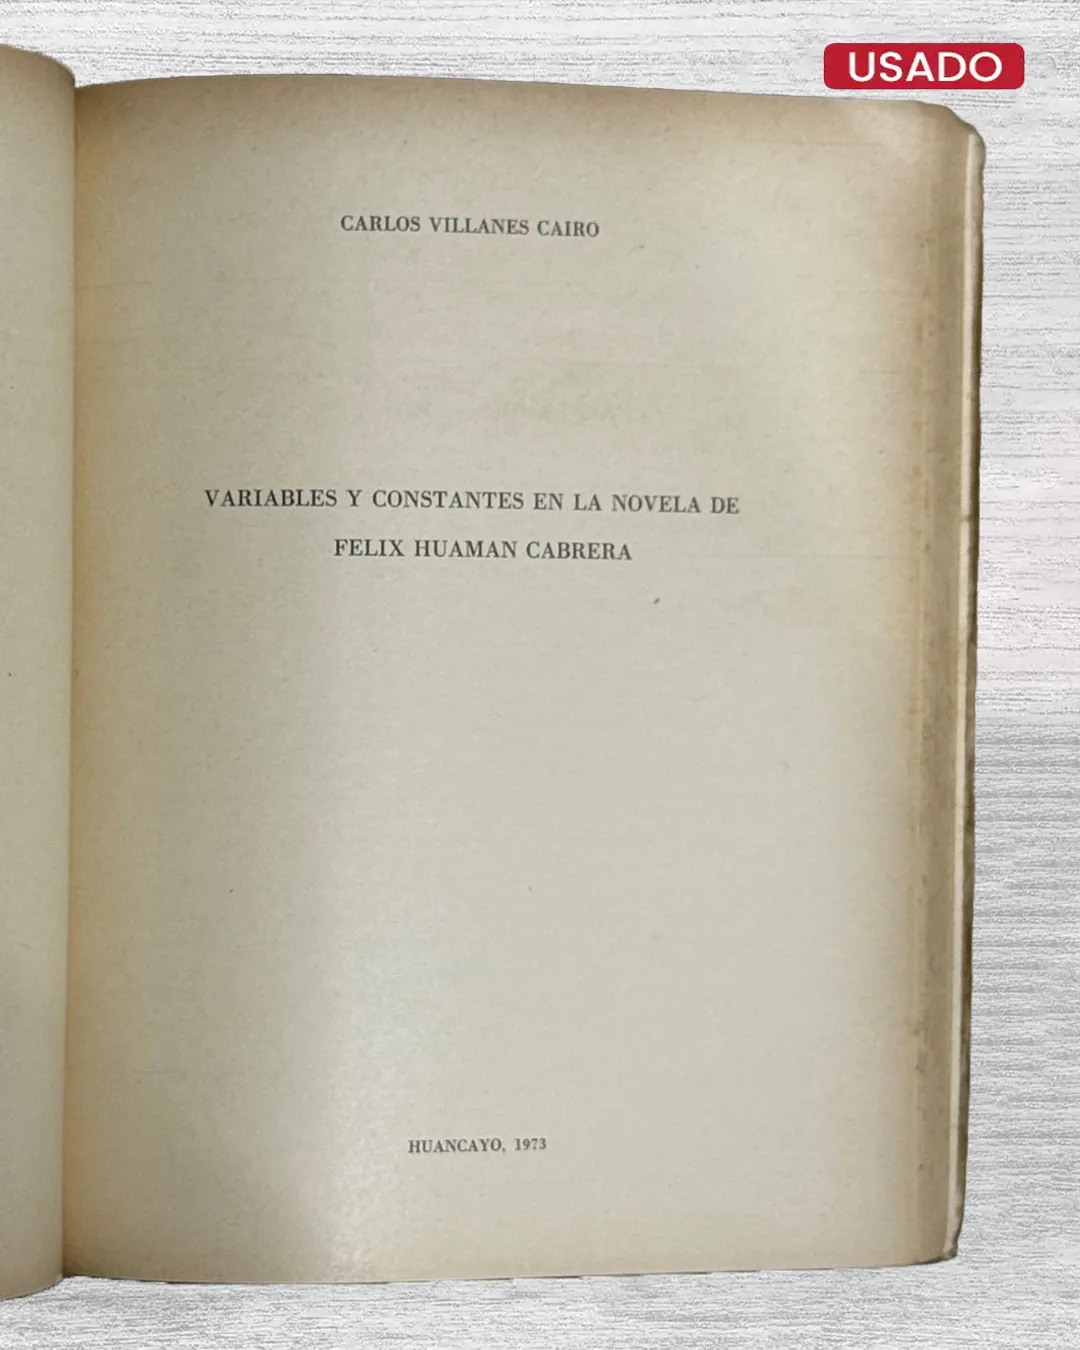 USADO
CARLOS VILLANES CAIRO
VARIABLES Y CONSTANTES EN LA NOVELA DE
FELIX HUAMAN CABRERA
HUANCAYO, 1973